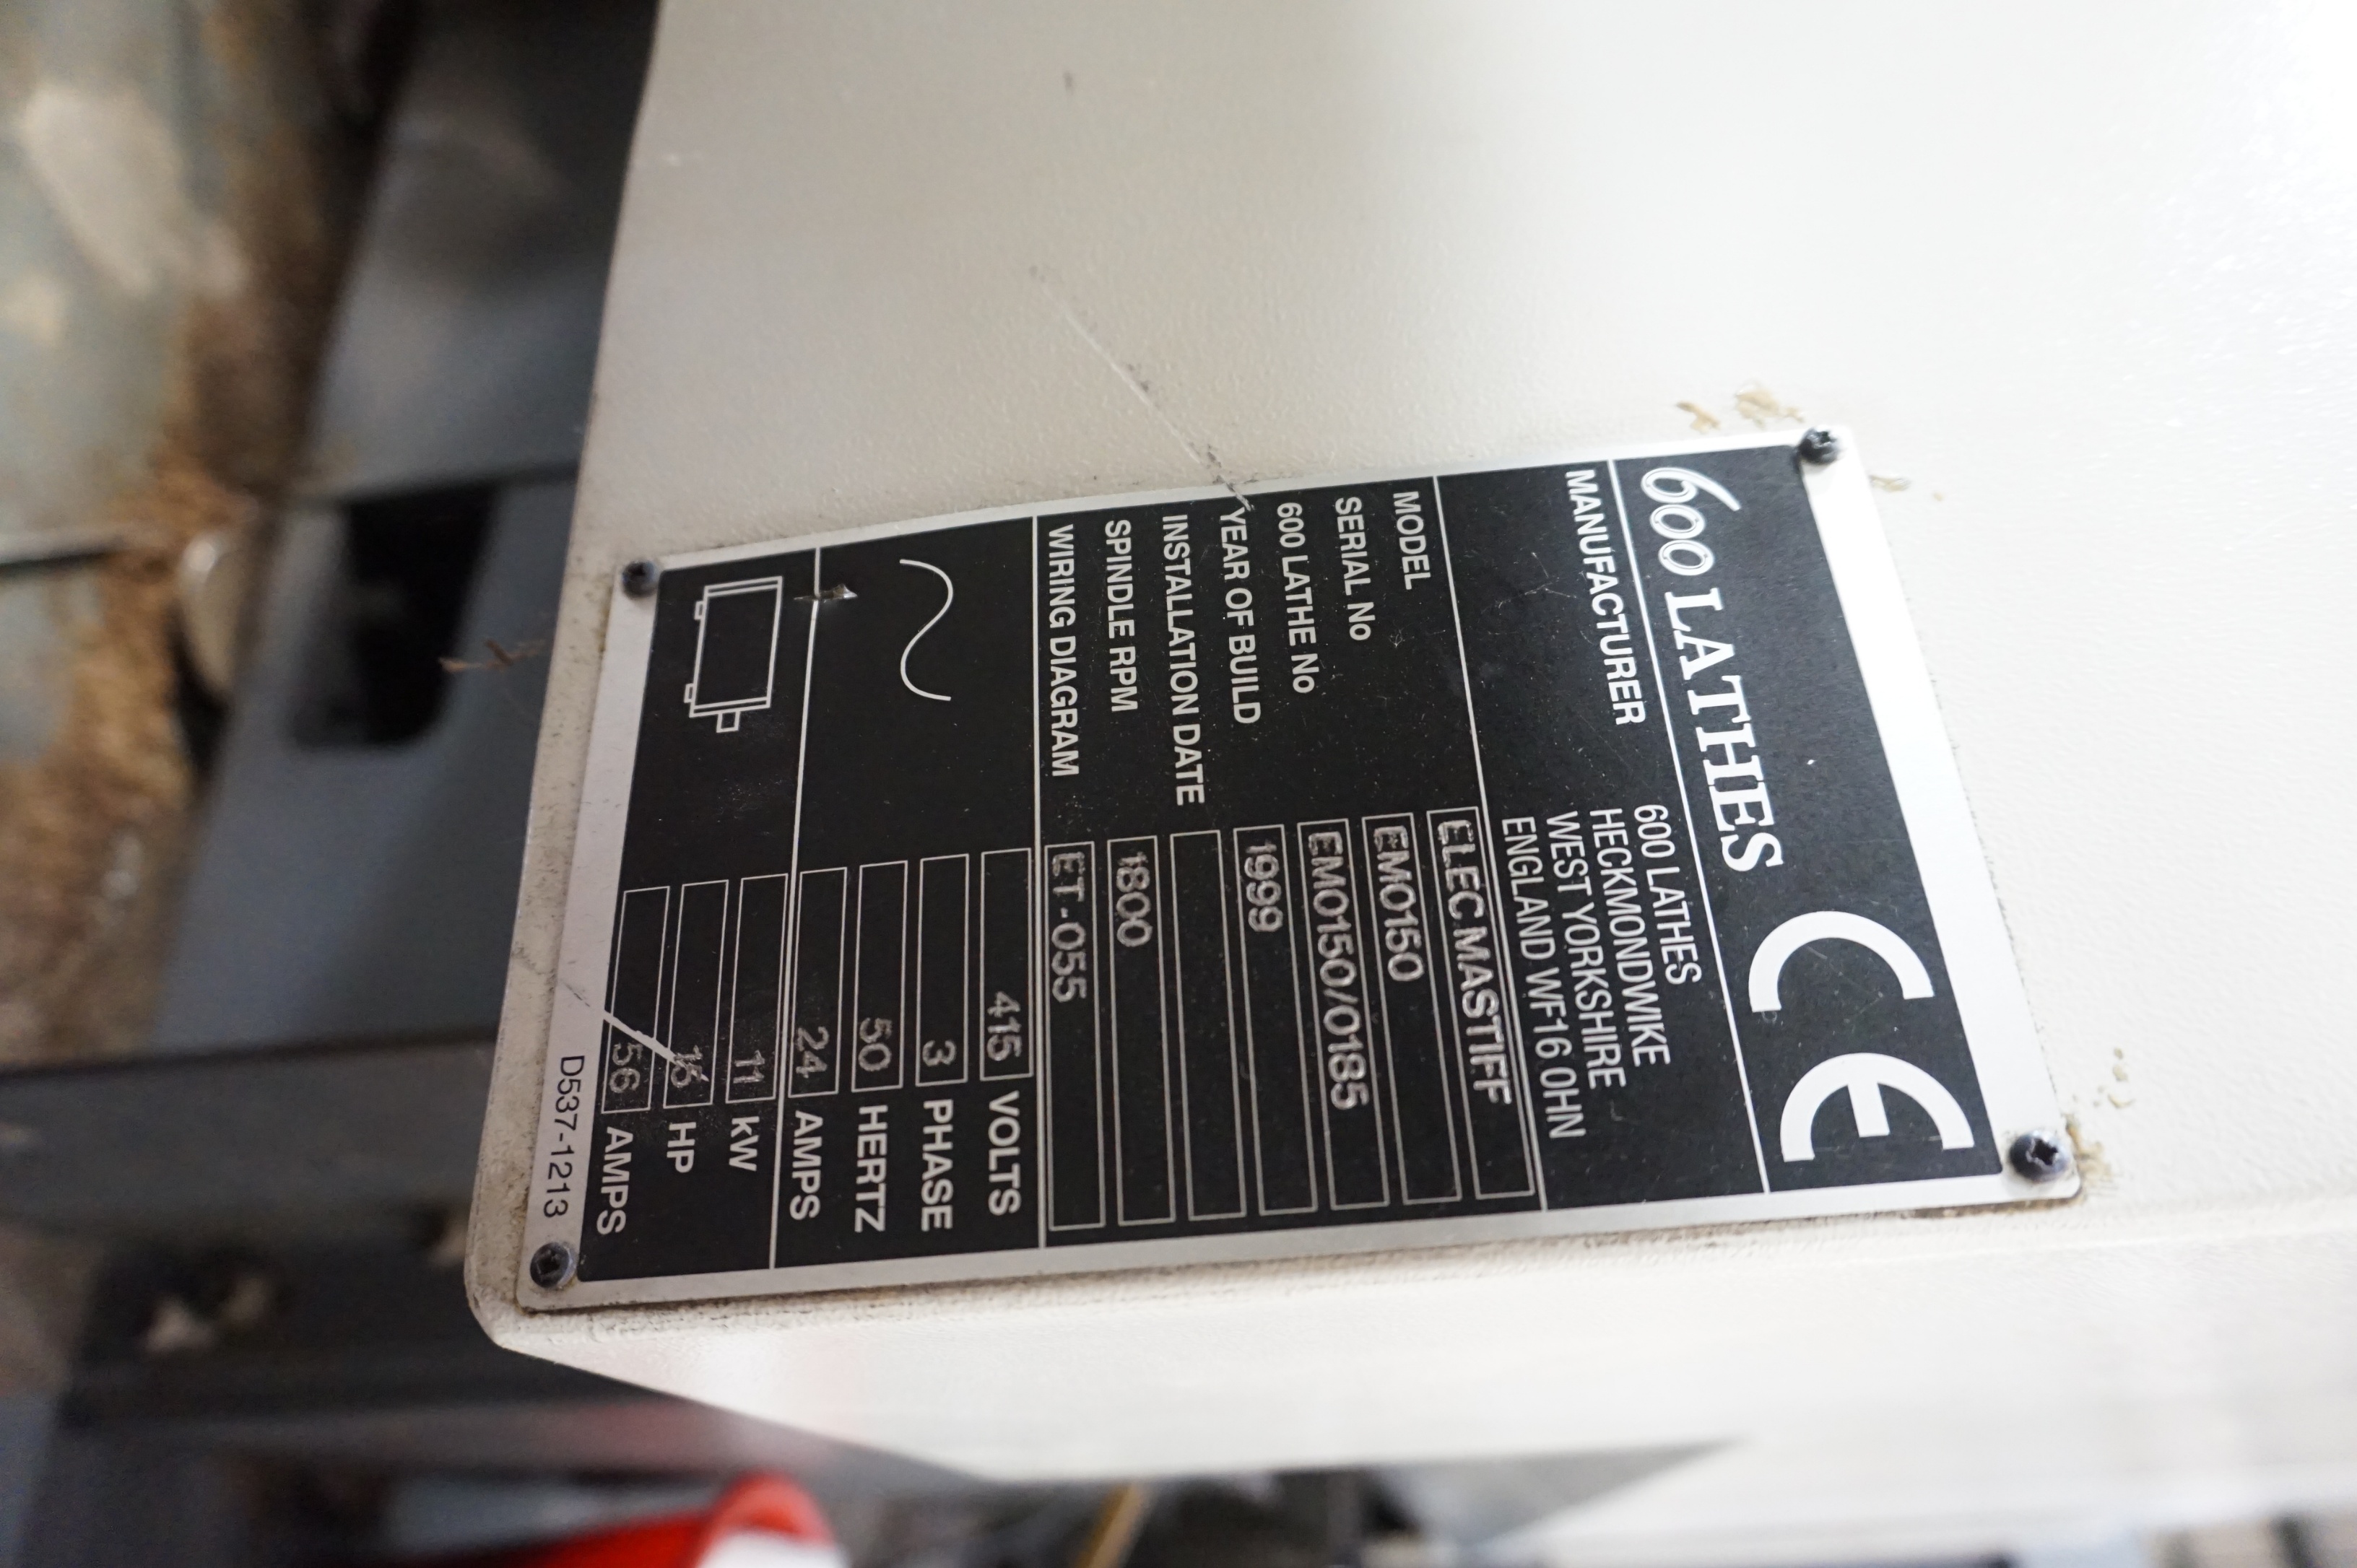 600 LATHES CE
MANUFACTURER 600 LATHES
HECKMONDWIKE
WEST YORKSHIRE
ENGLAND WF16 0HN
MODEL ELEC.MASTIFF
SERIAL No EM0150
600 LATHE No EM0150/0185
YEAR OF BUILD 1999
INSTALLATION DATE
SPINDLE RPM 1800
WIRING DIAGRAM ET-055
415 VOLTS
3 PHASE
50 HERTZ
24 AMPS
11 kW
15 HP
56 AMPS
D537-1213